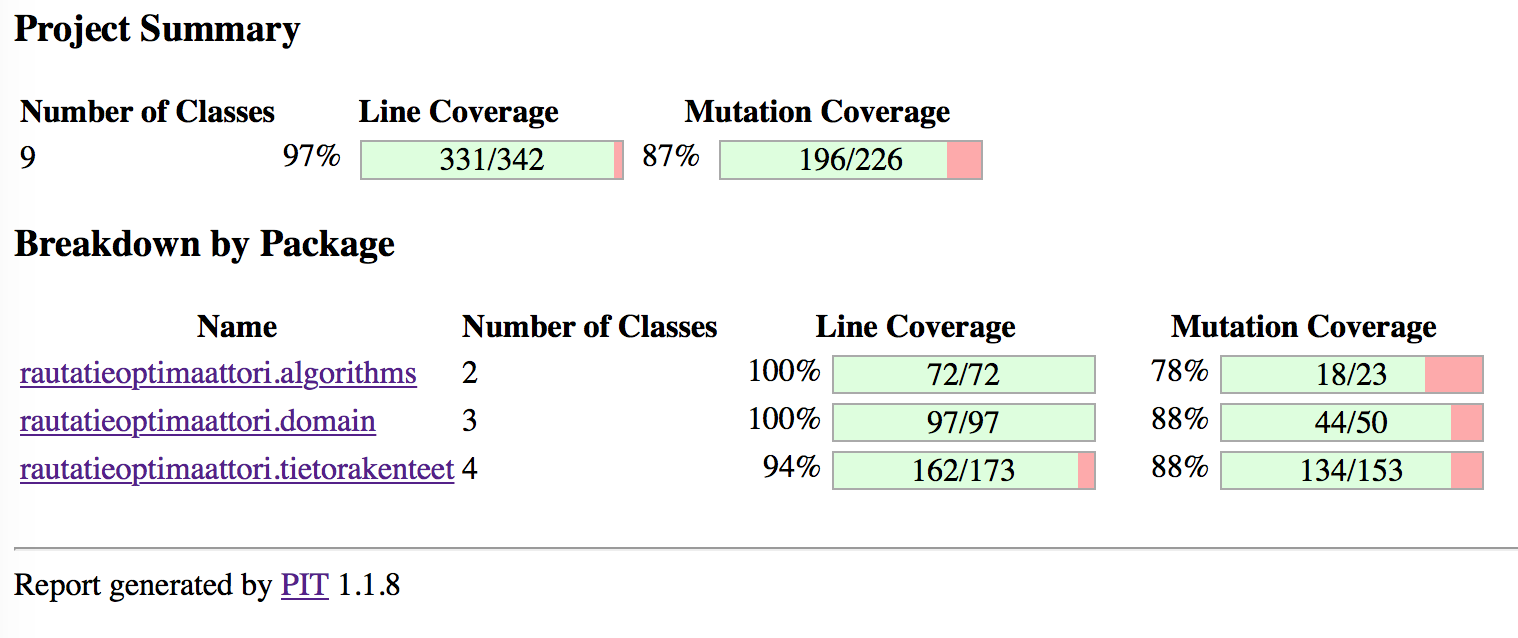 Project Summary
Number of Classes Line Coverage Mutation Coverage
9 97% 331/342 87% 196/226
Breakdown by Package
Name Number of Classes Line Coverage Mutation Coverage
rautatieoptimaattori.algorithms 2 100% 72/72 78% 18/23
rautatieoptimaattori.domain 3 100% 97/97 88% 44/50
rautatieoptimaattori.tietorakenteet 4 94% 162/173 88% 134/153
Report generated by PIT 1.1.8